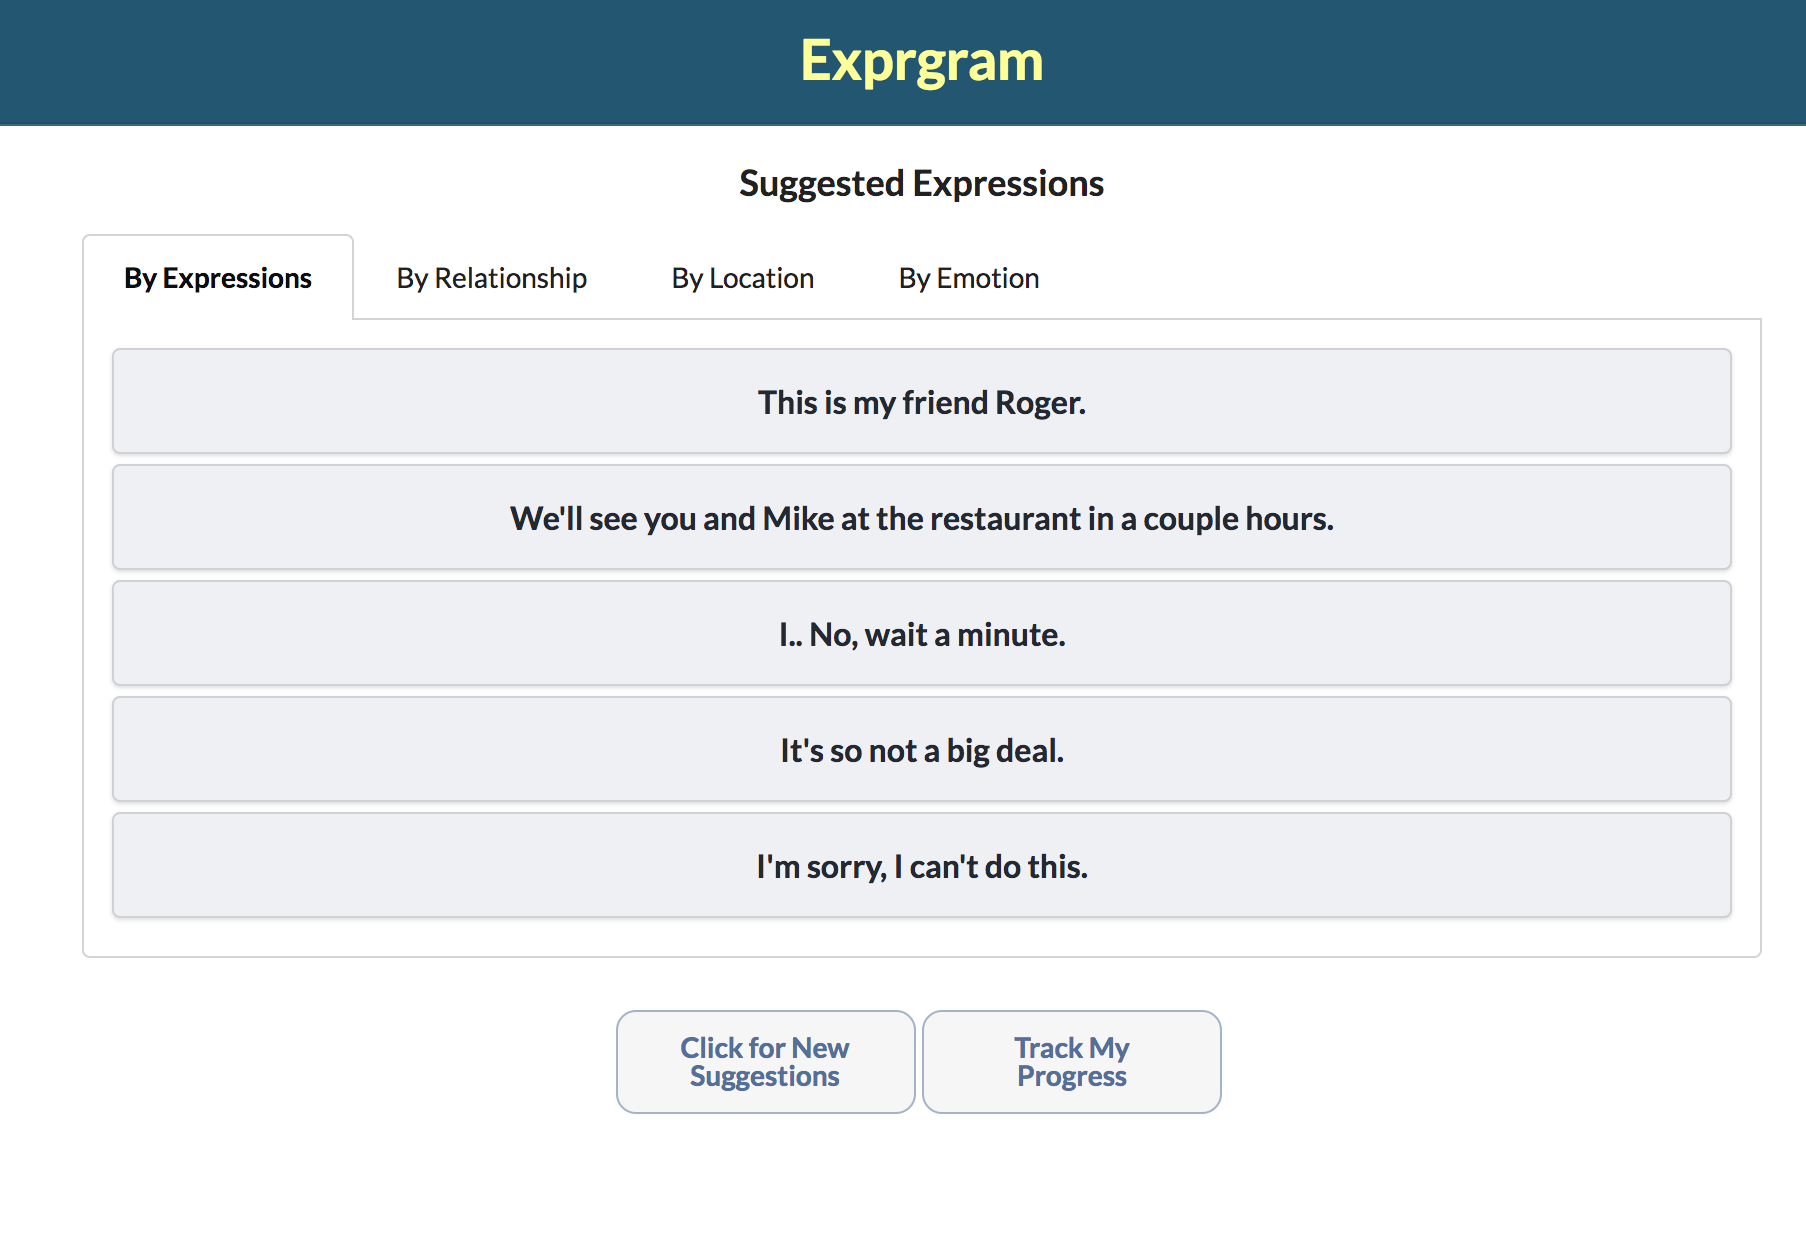 Exprgram
Suggested Expressions
By Expressions
By Relationship
By Location
By Emotion
This is my friend Roger.
We'll see you and Mike at the restaurant in a couple hours.
I.. No, wait a minute.
It's so not a big deal.
I'm sorry, I can't do this.
Click for New
Suggestions
Track My
Progress